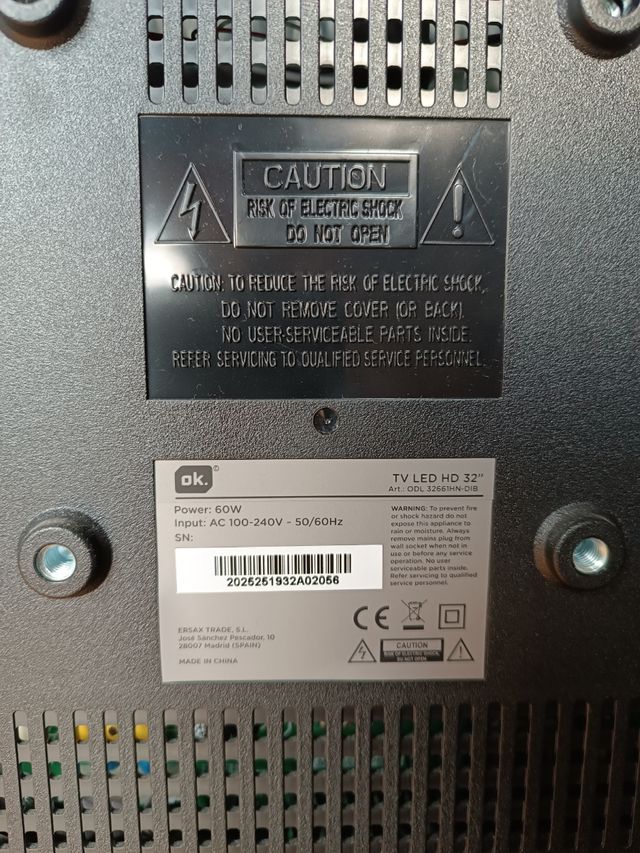 CAUTION
RISK OF ELECTRIC SHOCK
DO NOT OPEN
CAUTION: TO REDUCE THE RISK OF ELECTRIC SHOCK,
DO NOT REMOVE COVER (OR BACK).
NO USER-SERVICEABLE PARTS INSIDE.
REFER SERVICING TO QUALIFIED SERVICE PERSONNEL.
ok.©
TV LED HD 32”
Art.: ODL 32661HN-DIB
Power: 60W
Input: AC 100-240V ~ 50/60Hz
SN:
2025251932A02056
ERSAX TRADE, S.L.
José Sánchez Pescador, 10
28007 Madrid (SPAIN)
MADE IN CHINA
WARNING: To prevent fire
or shock hazard do not
expose this appliance to
rain or moisture. Always
remove mains plug from
wall socket when not in
use or before any service
operation. No user
serviceable parts inside.
Refer servicing to qualified
service personnel.
CE
CAUTION
RISK OF ELECTRIC SHOCK
DO NOT OPEN